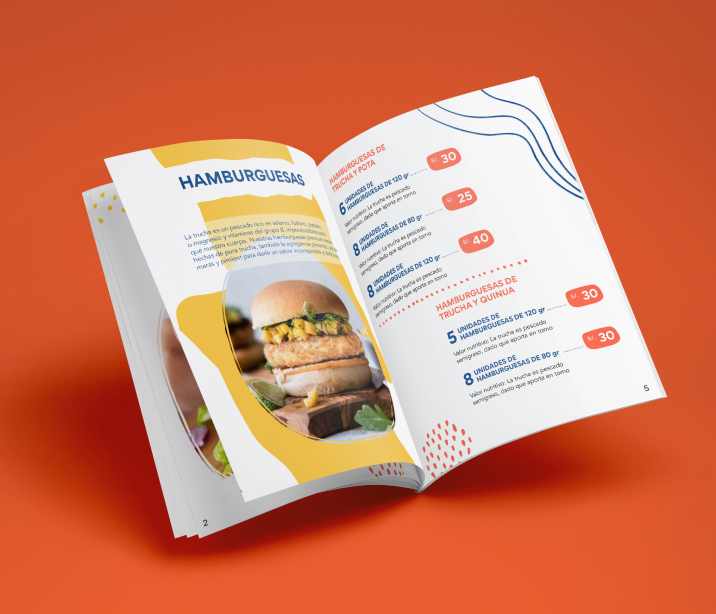 HAMBURGUESAS
La trucha es un pescado rico en selenio, fósforo, potasio
o magnesio y vitaminas del grupo B, imprescindibles para
que nuestro cuerpo. Nuestras hamburguesas
hechas de pura trucha, también le agregamos
y pimienta para darle un sabor incomparable y delicioso
2
HAMBURGUESAS DE
TRUCHA Y POTA
6 UNIDADES DE
HAMBURGUESAS DE 120 gr
S/. 30
Valor nutritivo: La trucha es pescado
semigraso, dado que aporta en torno
8 UNIDADES DE
HAMBURGUESAS DE 80 gr
S/. 25
Valor nutritivo: La trucha es pescado
semigraso, dado que aporta en torno
8 UNIDADES DE
HAMBURGUESAS DE 120 gr
S/. 40
Valor nutritivo: La trucha es pescado
semigraso, dado que aporta en torno
HAMBURGUESAS DE
TRUCHA Y QUINUA
5 UNIDADES DE
HAMBURGUESAS DE 120 gr
S/. 30
Valor nutritivo: La trucha es pescado
semigraso, dado que aporta en torno
8 UNIDADES DE
HAMBURGUESAS DE 80 gr
S/. 30
Valor nutritivo: La trucha es pescado
semigraso, dado que aporta en torno
5